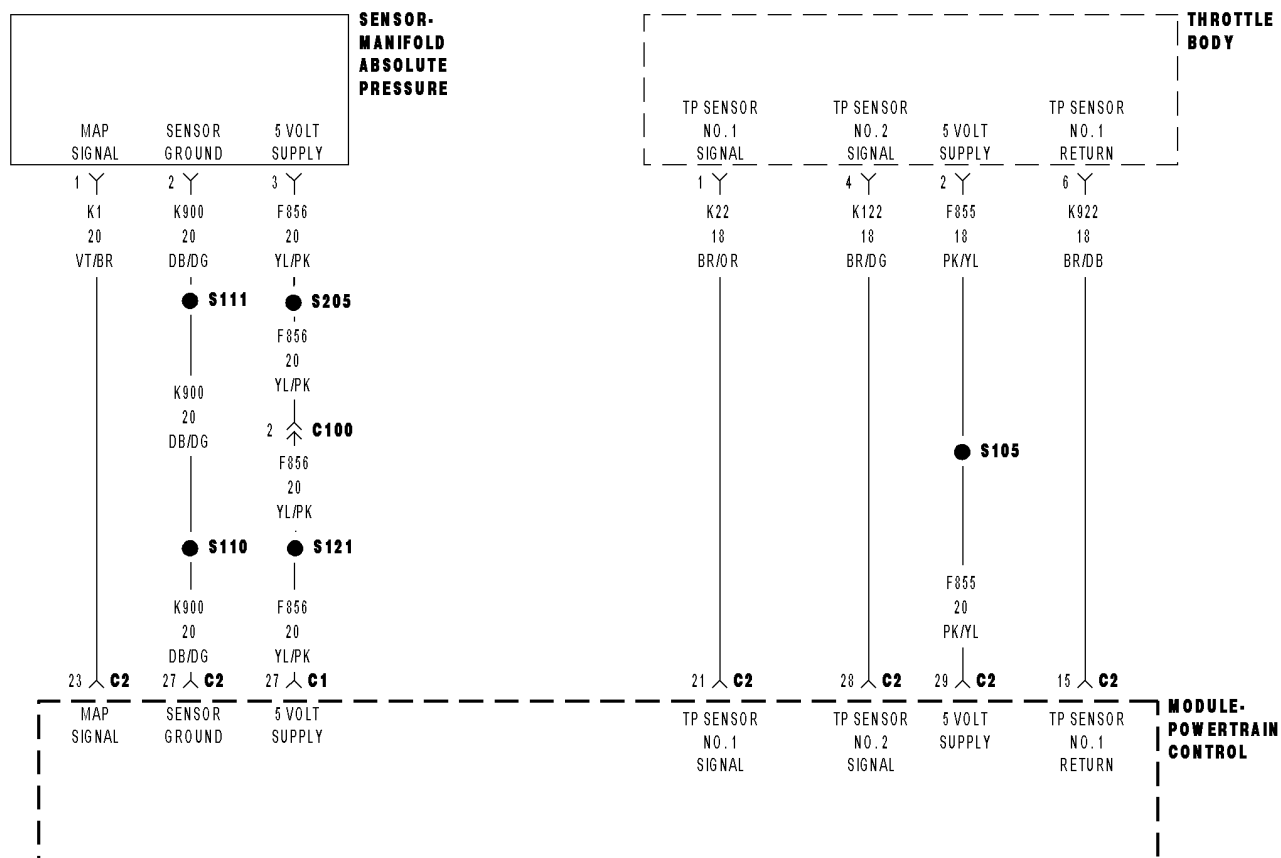 SENSOR-
MANIFOLD
ABSOLUTE
PRESSURE
THROTTLE
BODY
MAP
SIGNAL
SENSOR
GROUND
5 VOLT
SUPPLY
TP SENSOR
NO.1
SIGNAL
TP SENSOR
NO.2
SIGNAL
5 VOLT
SUPPLY
TP SENSOR
NO.1
RETURN
1
2
3
1
4
2
6
K1
20
VT/BR
K900
20
DB/DG
F856
20
YL/PK
K22
18
BR/OR
K122
18
BR/DG
F855
18
PK/YL
K922
18
BR/DB
S111
S205
F856
20
YL/PK
K900
20
DB/DG
2
C100
F856
20
YL/PK
S105
S110
S121
K900
20
DB/DG
F856
20
YL/PK
F855
20
PK/YL
23 C2
27 C2
27 C1
21 C2
28 C2
29 C2
15 C2
MAP
SIGNAL
SENSOR
GROUND
5 VOLT
SUPPLY
TP SENSOR
NO.1
SIGNAL
TP SENSOR
NO.2
SIGNAL
5 VOLT
SUPPLY
TP SENSOR
NO.1
RETURN
MODULE-
POWERTRAIN
CONTROL